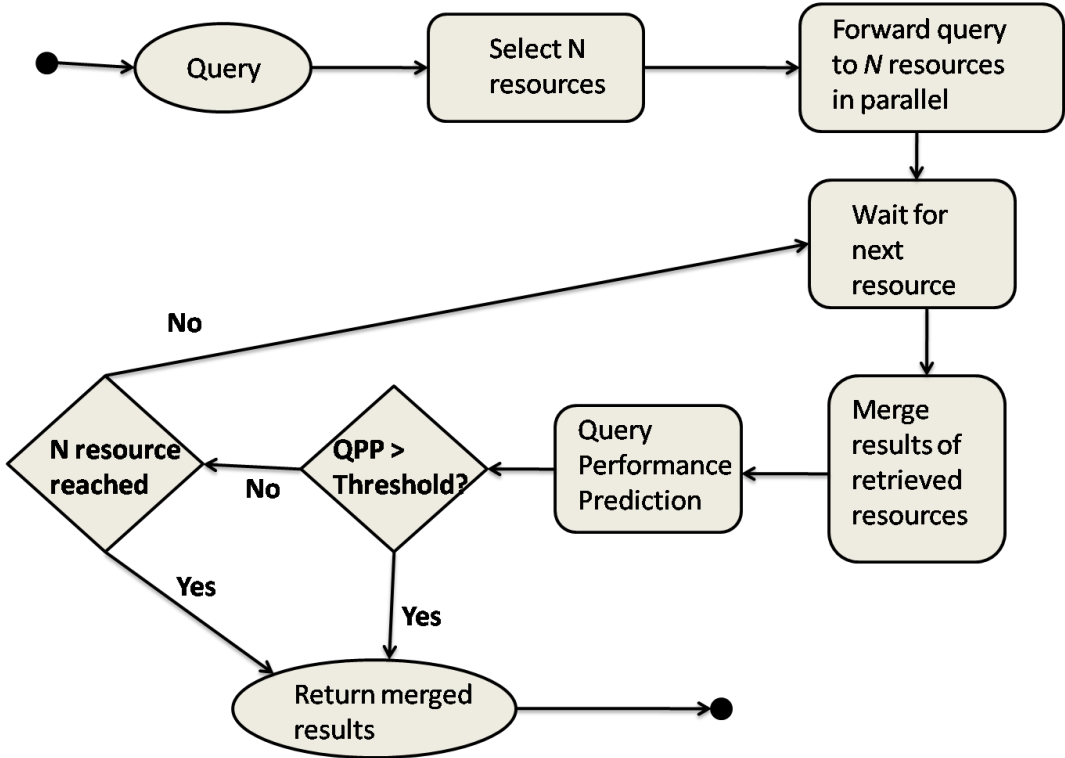 Query
Select N
resources
Forward query
to N resources
in parallel
Wait for
next
resource
No
Merge
results of
retrieved
resources
Query
Performance
Prediction
QPP >
Threshold?
No
N resource
reached
Yes
Yes
Return merged
results